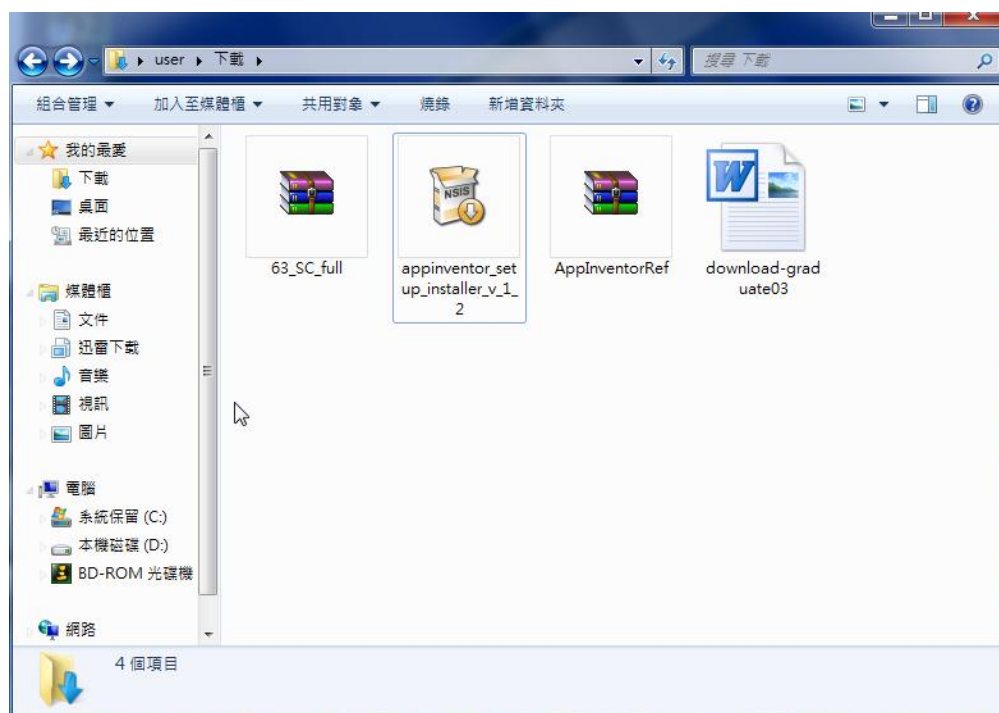 user 下載
搜尋 下載
組合管理 加入至媒體櫃 共用對象 燒錄 新增資料夾
我的最愛
下載
桌面
最近的位置
媒體櫃
文件
迅雷下載
音樂
視訊
圖片
電腦
系統保留 (C:)
本機磁碟 (D:)
BD-ROM 光碟機
網路
63_SC_full
appinventor_set
up_installer_v_1_
2
NSIS
AppInventorRef
download-grad
uate03
W
4 個項目